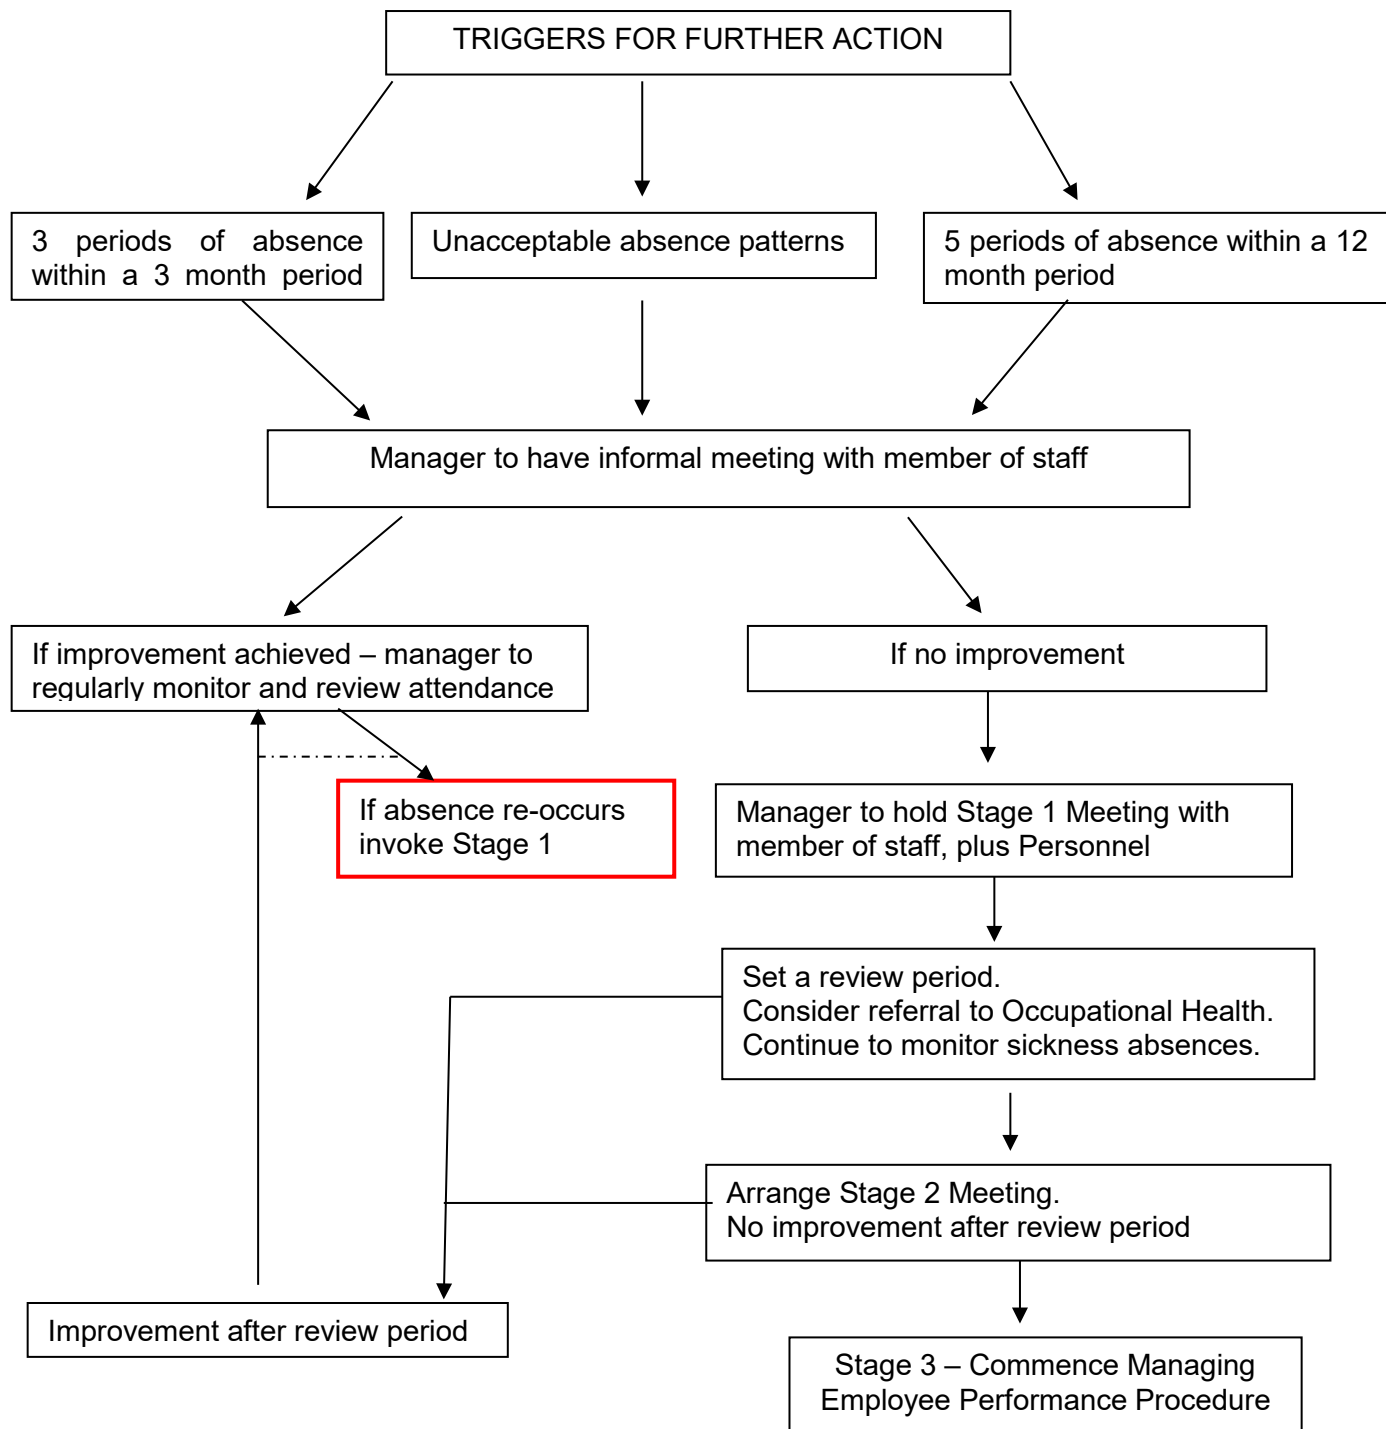 TRIGGERS FOR FURTHER ACTION
3 periods of absence
within a 3 month period
Unacceptable absence patterns
5 periods of absence within a 12
month period
Manager to have informal meeting with member of staff
If improvement achieved – manager to
regularly monitor and review attendance
If no improvement
If absence re-occurs
invoke Stage 1
Manager to hold Stage 1 Meeting with
member of staff, plus Personnel
Set a review period.
Consider referral to Occupational Health.
Continue to monitor sickness absences.
Arrange Stage 2 Meeting.
No improvement after review period
Improvement after review period
Stage 3 – Commence Managing
Employee Performance Procedure